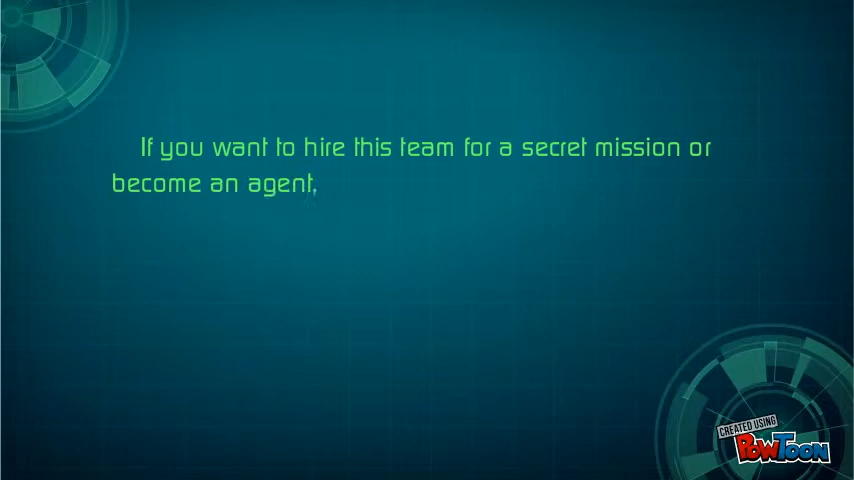 If you want to hire this team for a secret mission or
become an agent,
CREATED USING
POWTOON